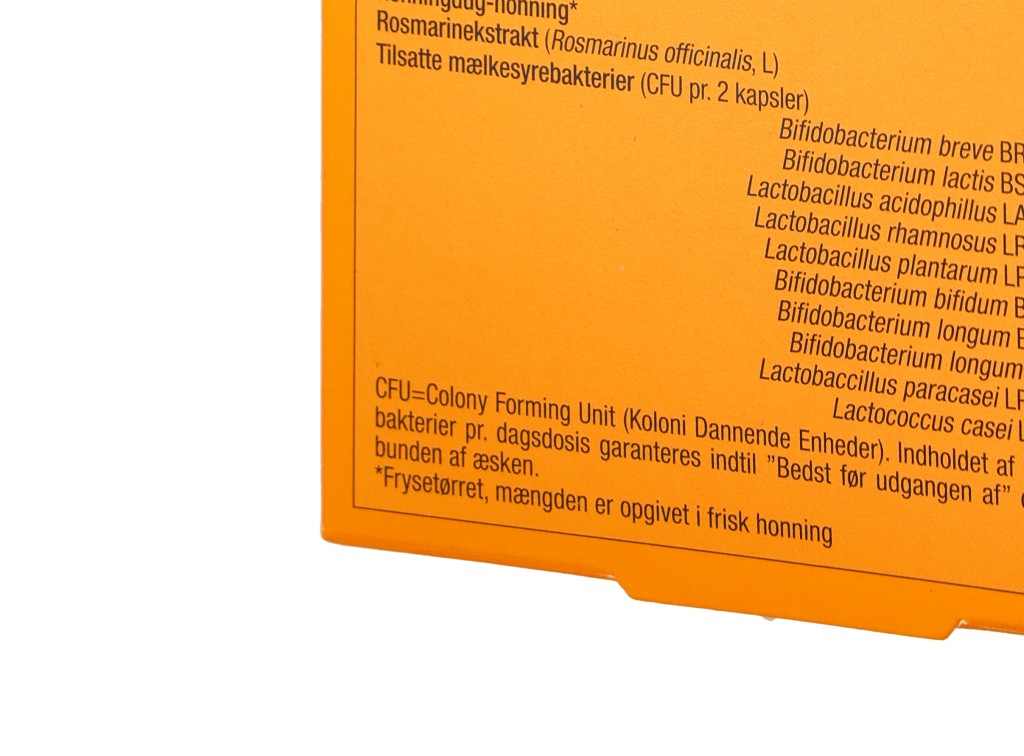 Honningdug-honning*
Rosmarinekstrakt (Rosmarinus officinalis, L)
Tilsatte mælkesyrebakterier (CFU pr. 2 kapsler)
Bifidobacterium breve BR
Bifidobacterium lactis BS
Lactobacillus acidophillus LA
Lactobacillus rhamnosus LR
Lactobacillus plantarum LP
Bifidobacterium bifidum B
Bifidobacterium longum B
Bifidobacterium longum
Lactobaccillus paracasei LP
Lactococcus casei L
CFU=Colony Forming Unit (Koloni Dannende Enheder). Indholdet af
bakterier pr. dagsdosis garanteres indtil ”Bedst før udgangen af”
bunden af æsken.
*Frysetørret, mængden er opgivet i frisk honning